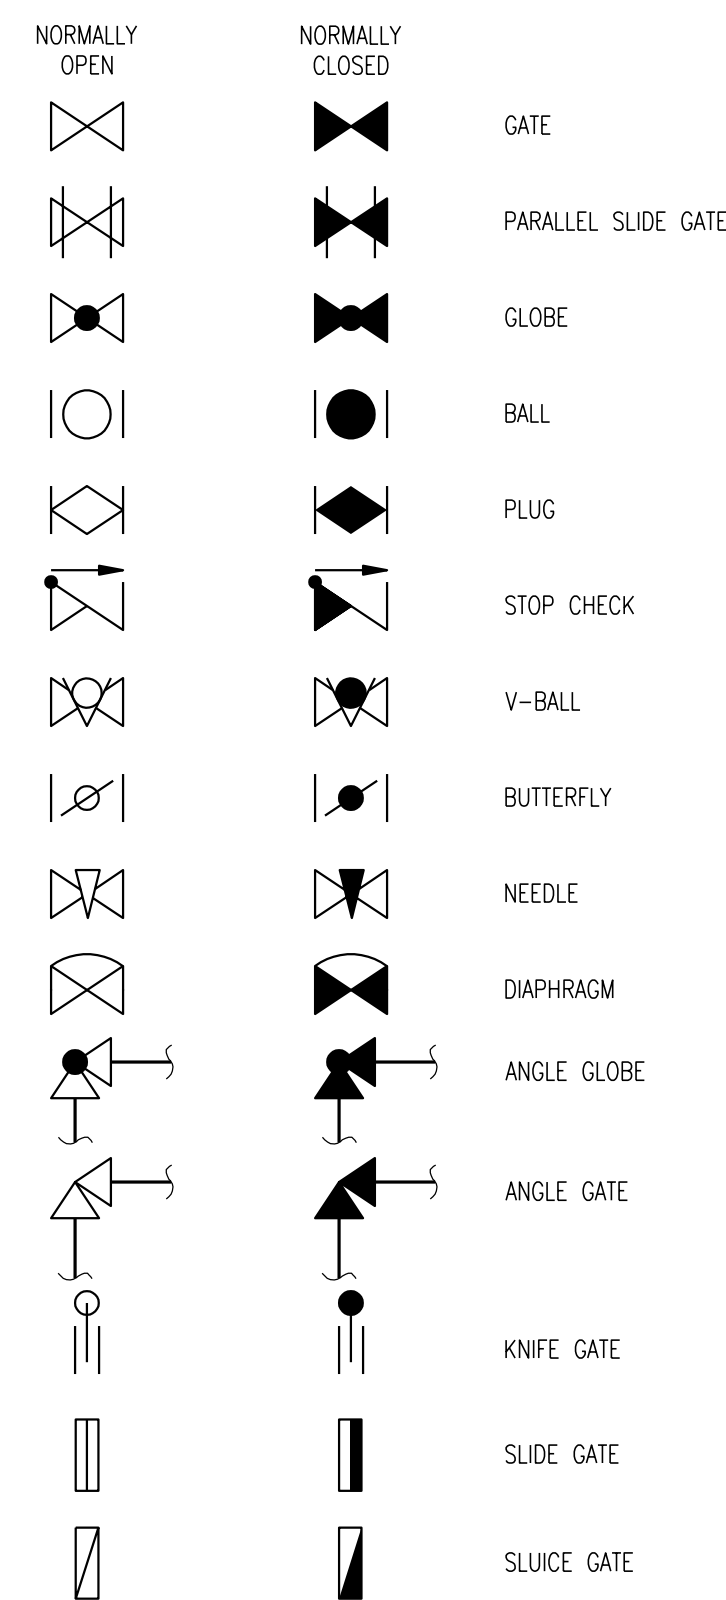 NORMALLY OPEN
NORMALLY CLOSED
GATE
PARALLEL SLIDE GATE
GLOBE
BALL
PLUG
STOP CHECK
V-BALL
BUTTERFLY
NEEDLE
DIAPHRAGM
ANGLE GLOBE
ANGLE GATE
KNIFE GATE
SLIDE GATE
SLUICE GATE